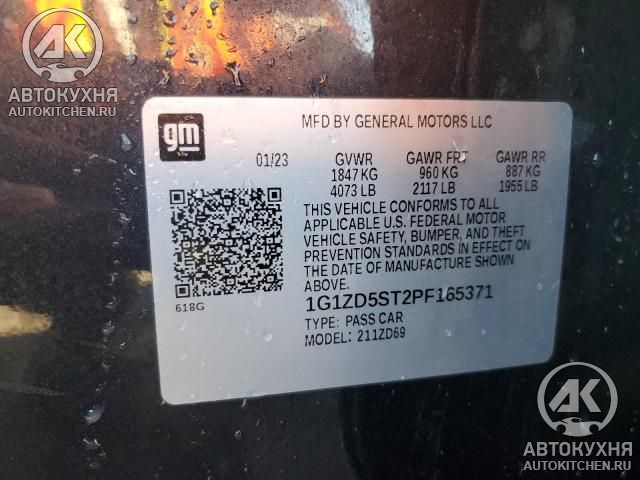 AK
АВТОКУХНЯ
AUTOKITCHEN.RU
gm
MFD BY GENERAL MOTORS LLC
01/23 GVWR GAWR FRT GAWR RR
1847 KG 960 KG 887 KG
4073 LB 2117 LB 1955 LB
THIS VEHICLE CONFORMS TO ALL
APPLICABLE U.S. FEDERAL MOTOR
VEHICLE SAFETY, BUMPER, AND THEFT
PREVENTION STANDARDS IN EFFECT ON
THE DATE OF MANUFACTURE SHOWN ABOVE.
618G
1G1ZD5ST2PF165371
TYPE: PASS CAR
MODEL: 211ZD69
AK
АВТОКУХНЯ
AUTOKITCHEN.RU